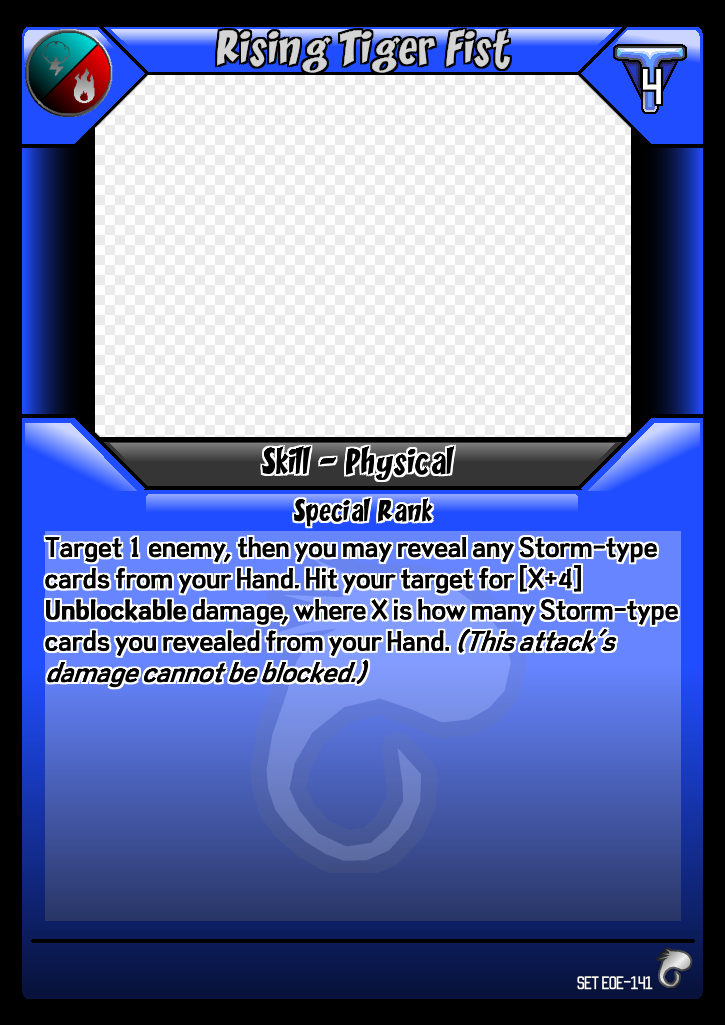 Rising Tiger Fist
4
Skill - Physical
Special Rank
Target 1 enemy, then you may reveal any Storm-type
cards from your Hand. Hit your target for [X+4]
Unblockable damage, where X is how many Storm-type
cards you revealed from your Hand. (This attack's
damage cannot be blocked.)
SET EOE-141